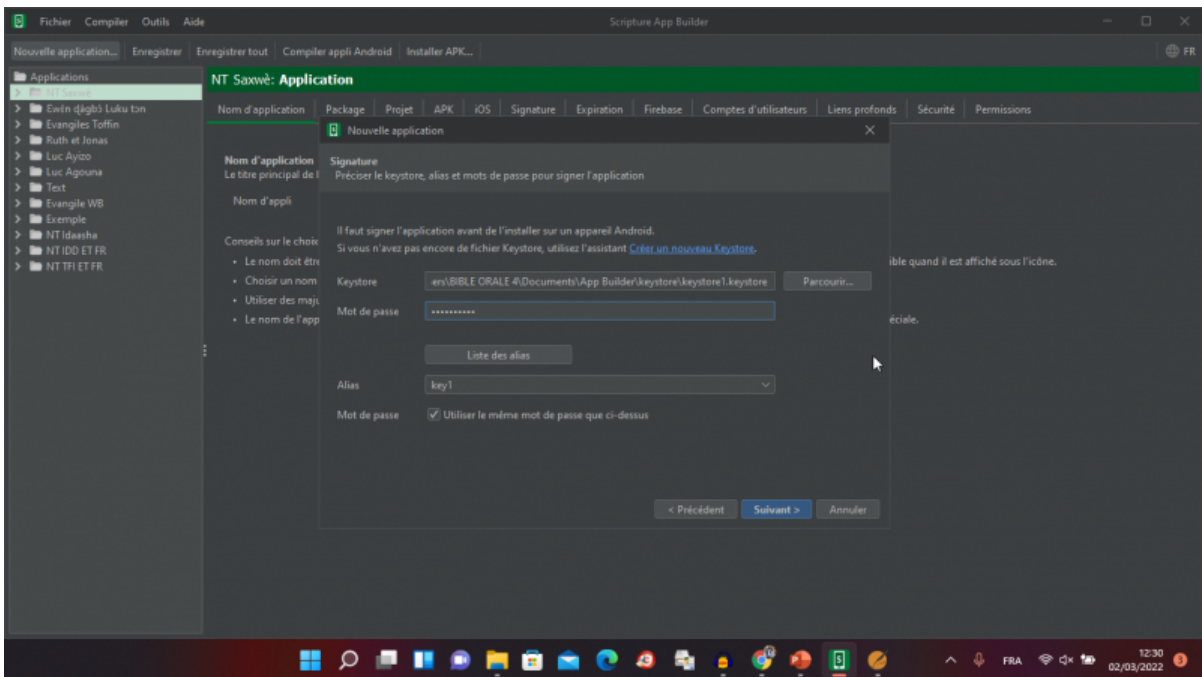 Fichier Compiler Outils Aide Scripture App Builder
Nouvelle application... Enregistrer Enregistrer tout Compiler appli Android Installer APK... FR
Applications
NT Saxwè
Ewln ɖàgbò Luku tɔn
Evangiles Toffin
Ruth et Jonas
Luc Ayizo
Luc Agouna
Text
Evangile WB
Exemple
NT Idaasha
NT IDD ET FR
NT TFI ET FR
NT Saxwè: Application
Nom d'application Package Projet APK iOS Signature Expiration Firebase Comptes d'utilisateurs Liens profonds Sécurité Permissions
Nom d'application
Le titre principal de l
Nom d'appli
Conseils sur le choix
• Le nom doit être
• Choisir un nom
• Utiliser des maju
• Le nom de l'app
ible quand il est affiché sous l'icône.
éciale.
Nouvelle application
Signature
Préciser le keystore, alias et mots de passe pour signer l'application
Il faut signer l'application avant de l'installer sur un appareil Android.
Si vous n'avez pas encore de fichier Keystore, utilisez l'assistant Créer un nouveau Keystore.
Keystore ers\BIBLE ORALE 4\Documents\App Builder\keystore\keystore1.keystore Parcourir...
Mot de passe ••••••••••
Liste des alias
Alias key1
Mot de passe Utiliser le même mot de passe que ci-dessus
< Précédent Suivant > Annuler
FRA 12:30
02/03/2022 3